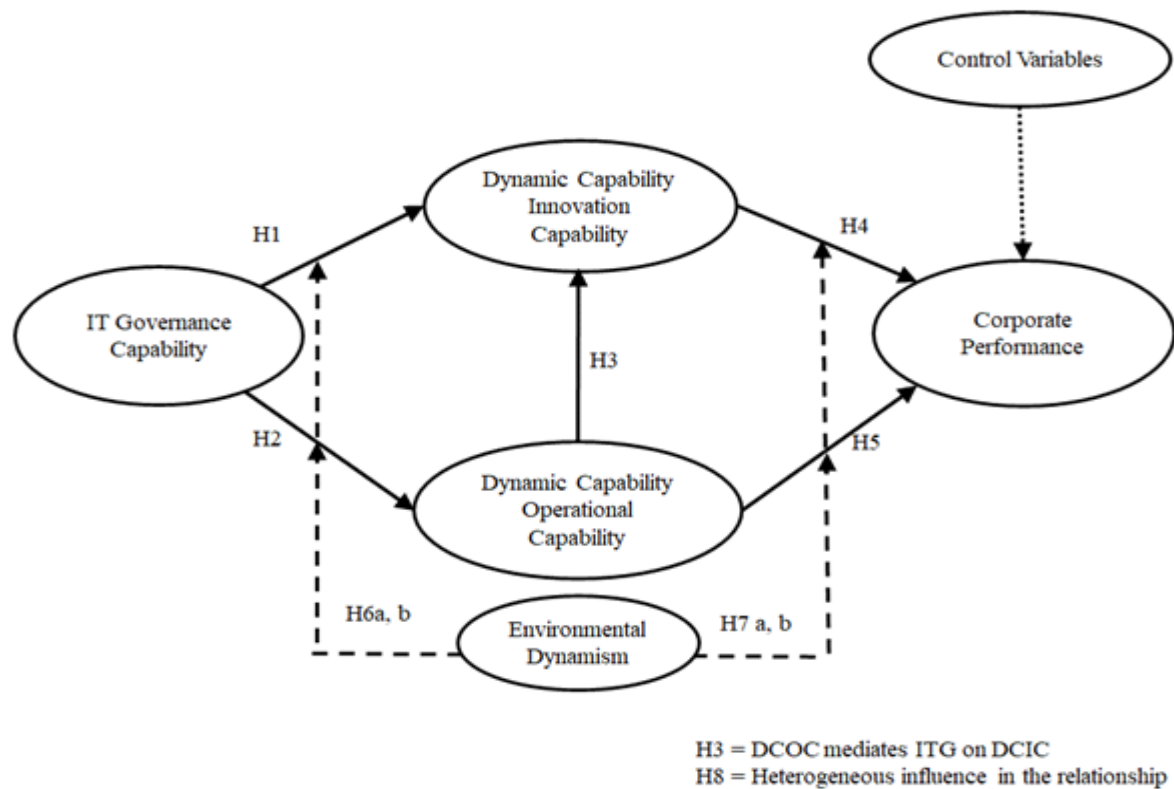 Control Variables
Dynamic Capability
Innovation
Capability
H1
H4
IT Governance
Capability
Corporate
Performance
H3
H2
H5
Dynamic Capability
Operational
Capability
H6a, b
Environmental
Dynamism
H7 a, b
H3 = DCOC mediates ITG on DCIC
H8 = Heterogeneous influence in the relationship